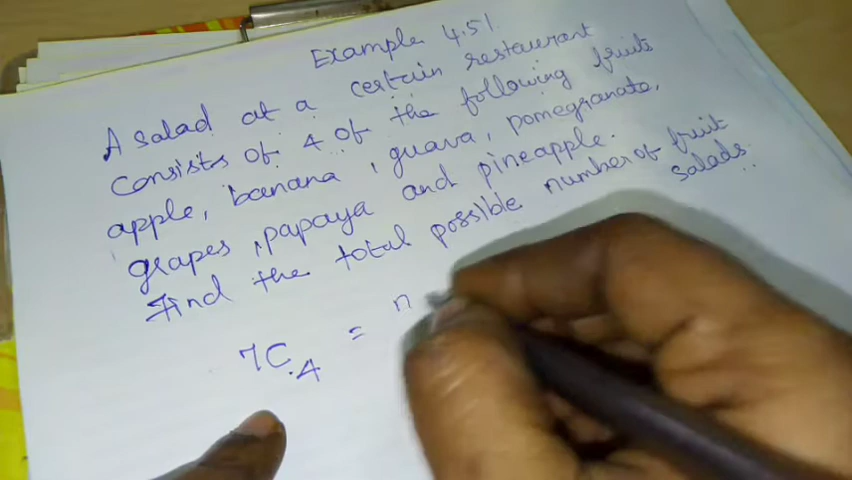 Example 4.51
A salad at a certain restaurant
Consists of 4 of the following fruits
apple, banana, guava, pomegranate,
grapes, papaya and pineapple.
Find the total possible number of fruit
salads.
7C4 = n